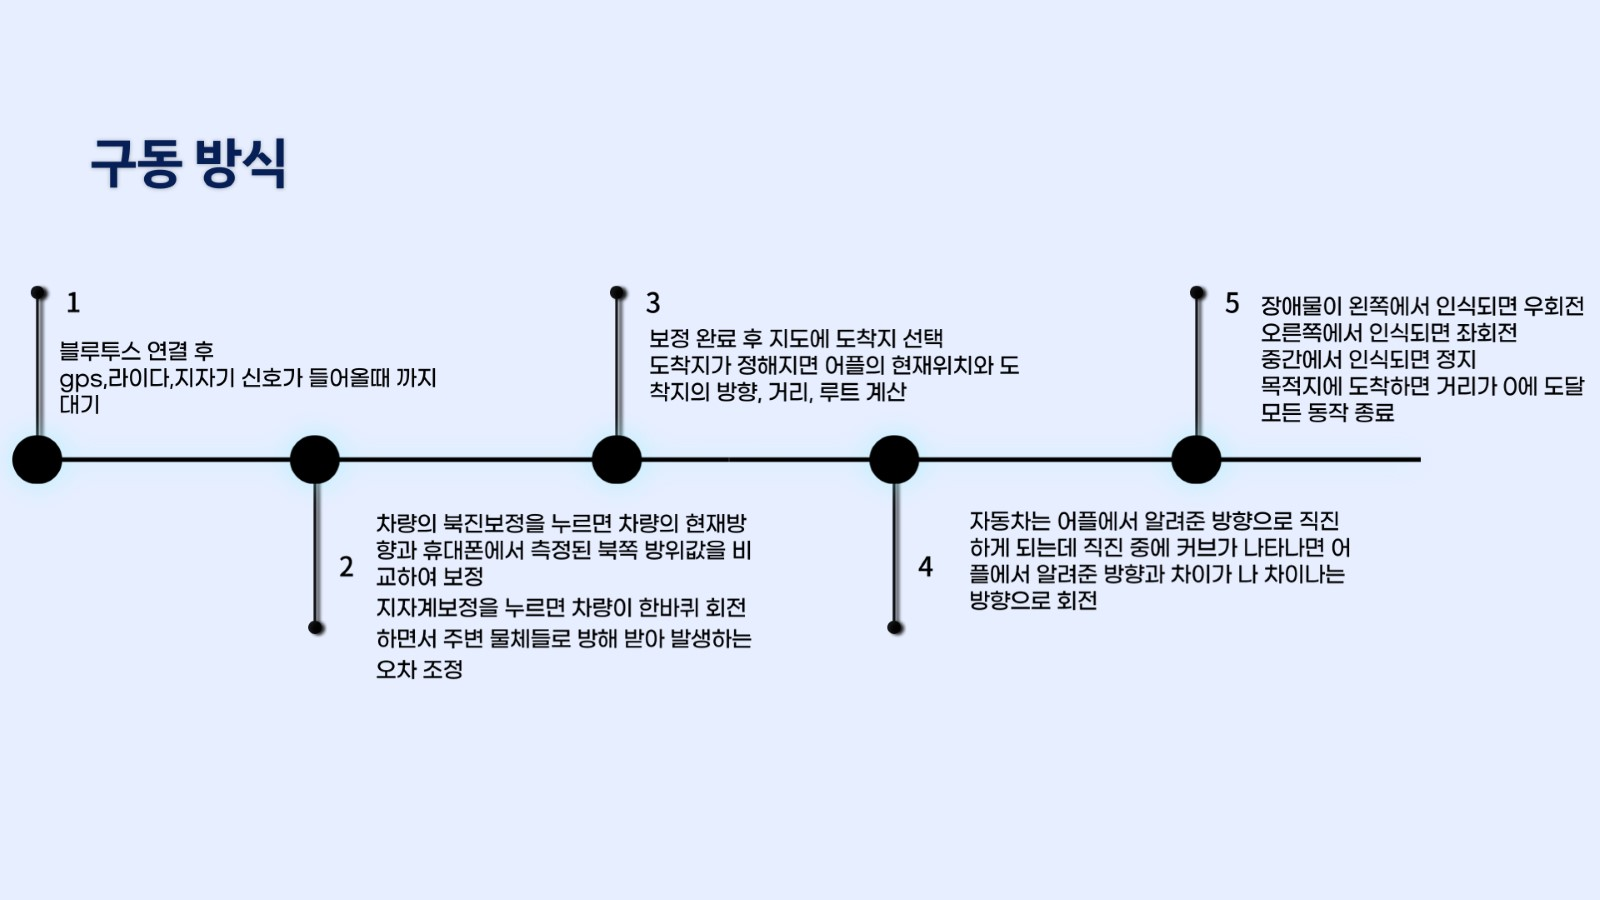 구동 방식
1
블루투스 연결 후
gps,라이다,지자기 신호가 들어올때 까지
대기
2
차량의 북진보정을 누르면 차량의 현재방
향과 휴대폰에서 측정된 북쪽 방위값을 비
교하여 보정
지자계보정을 누르면 차량이 한바퀴 회전
하면서 주변 물체들로 방해 받아 발생하는
오차 조정
3
보정 완료 후 지도에 도착지 선택
도착지가 정해지면 어플의 현재위치와 도
착지의 방향, 거리, 루트 계산
4
자동차는 어플에서 알려준 방향으로 직진
하게 되는데 직진 중에 커브가 나타나면 어
플에서 알려준 방향과 차이가 나 차이나는
방향으로 회전
5
장애물이 왼쪽에서 인식되면 우회전
오른쪽에서 인식되면 좌회전
중간에서 인식되면 정지
목적지에 도착하면 거리가 0에 도달
모든 동작 종료